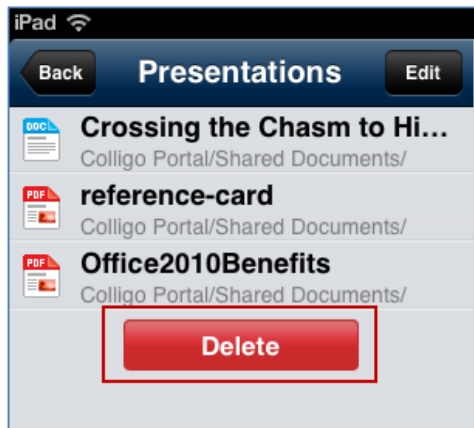 iPad
Back Presentations Edit
DOC
Crossing the Chasm to Hi...
Colligo Portal/Shared Documents/
PDF
reference-card
Colligo Portal/Shared Documents/
PDF
Office2010Benefits
Colligo Portal/Shared Documents/
Delete